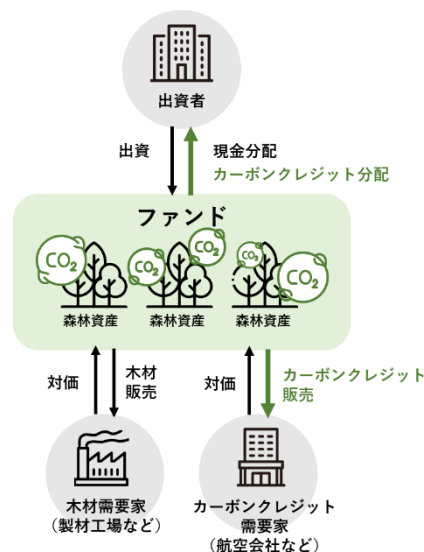 出資者
出資
現金分配
カーボンクレジット分配
ファンド
CO2
CO2
CO2
CO2
CO2
森林資産
森林資産
森林資産
対価
木材
販売
対価
カーボンクレジット
販売
木材需要家
（製材工場など）
カーボンクレジット
需要家
（航空会社など）